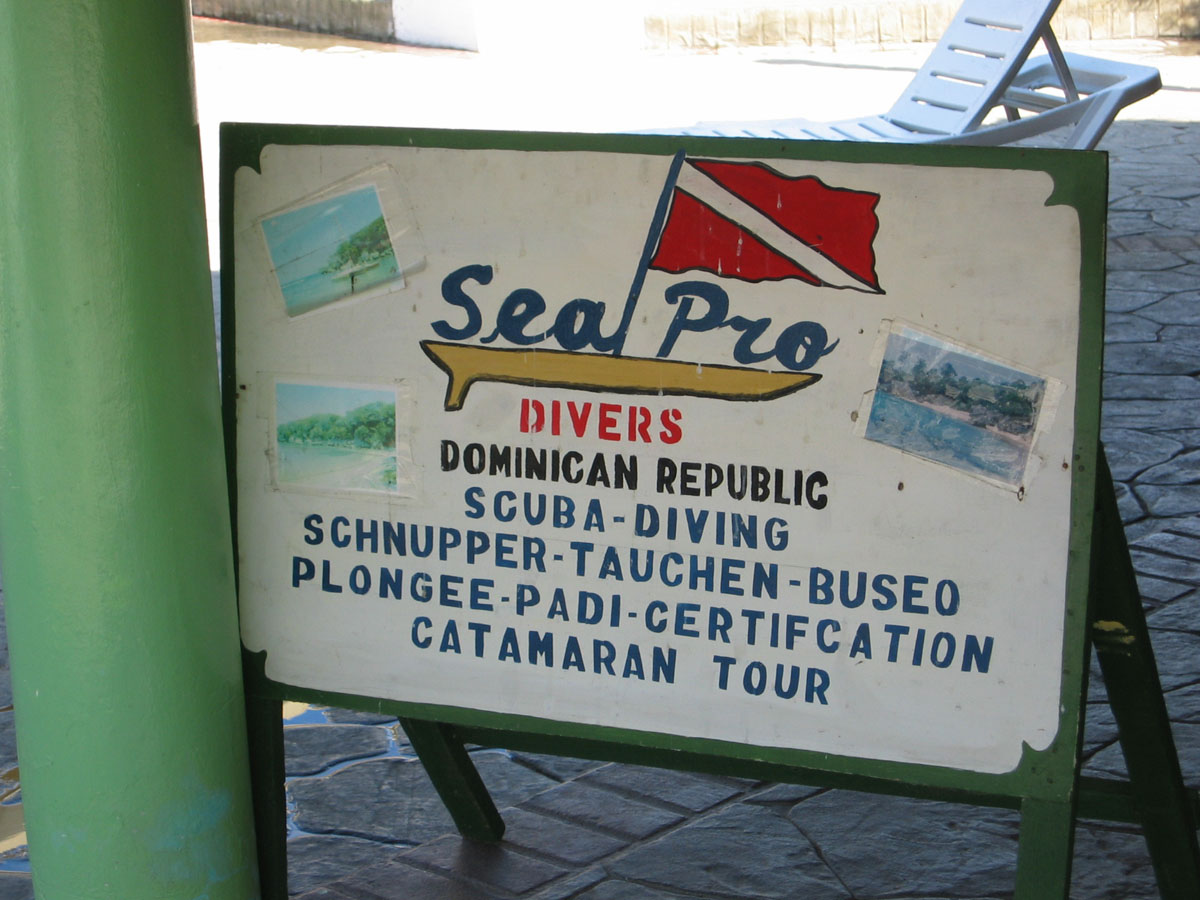 Sea Pro
DIVERS
DOMINICAN REPUBLIC
SCUBA-DIVING
SCHNUPPER-TAUCHEN-BUSEO
PLONGEE-PADI-CERTIFCATION
CATAMARAN TOUR